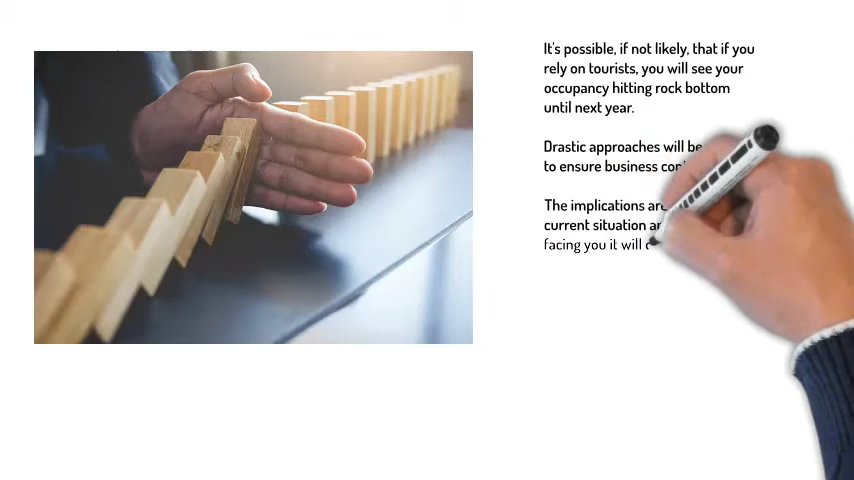 It's possible, if not likely, that if you
rely on tourists, you will see your
occupancy hitting rock bottom
until next year.
Drastic approaches will be
to ensure business
The implications are
current situation
facing you it will